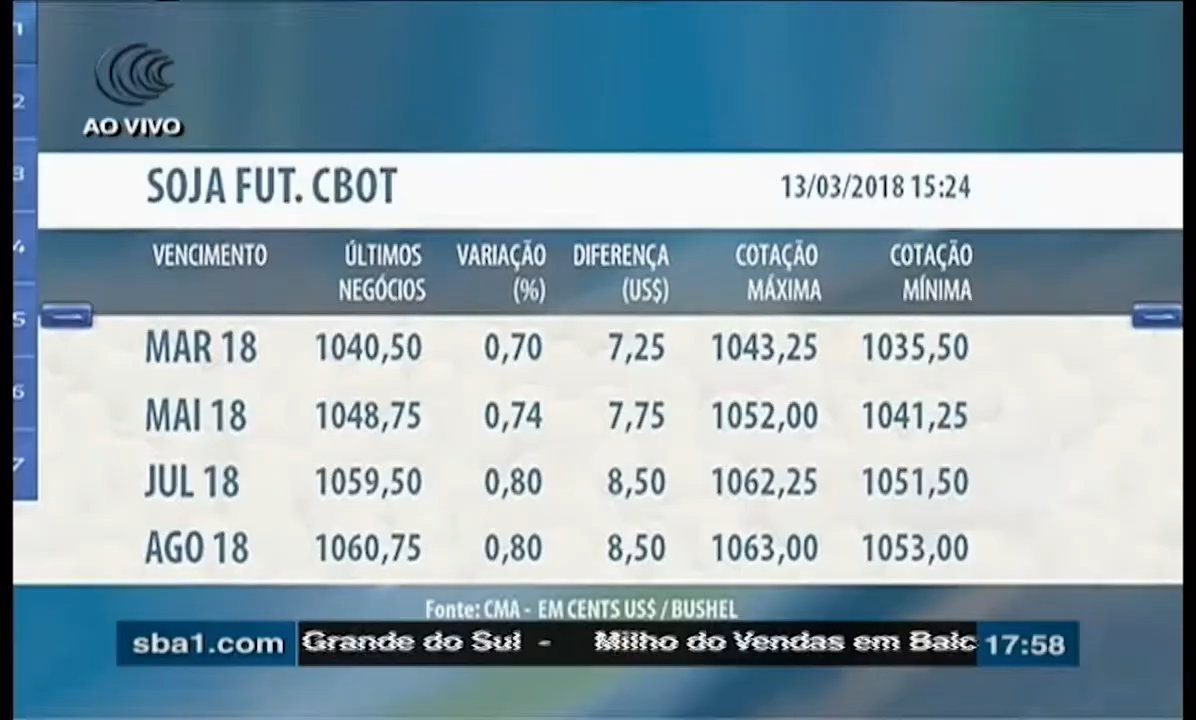 1
2
3
4
5
6
7
AO VIVO
SOJA FUT. CBOT 13/03/2018 15:24
VENCIMENTO ÚLTIMOS NEGÓCIOS VARIAÇÃO (%) DIFERENÇA (US$) COTAÇÃO MÁXIMA COTAÇÃO MÍNIMA
MAR 18 1040,50 0,70 7,25 1043,25 1035,50
MAI 18 1048,75 0,74 7,75 1052,00 1041,25
JUL 18 1059,50 0,80 8,50 1062,25 1051,50
AGO 18 1060,75 0,80 8,50 1063,00 1053,00
Fonte: CMA - EM CENTS US$ / BUSHEL
sba1.com Grande do Sul - Milho do Vendas em Balc 17:58